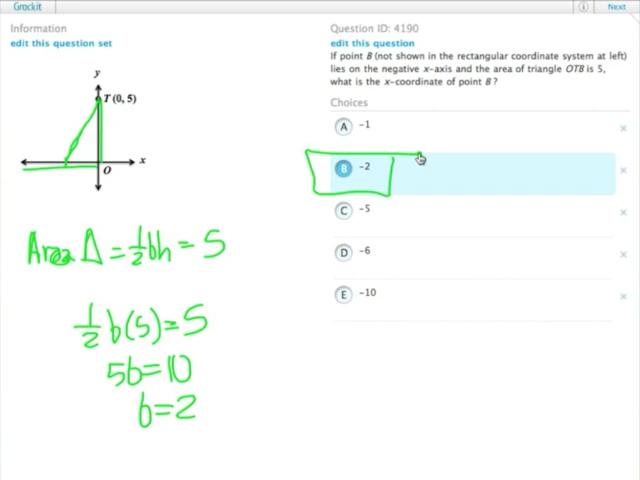 Grockit
Next
Information
edit this question set
y
T (0, 5)
x
O
Area Δ = 1/2 bh = 5
1/2 b(5) = 5
5b = 10
b = 2
Question ID: 4190
edit this question
If point B (not shown in the rectangular coordinate system at left)
lies on the negative x-axis and the area of triangle OTB is 5,
what is the x-coordinate of point B ?
Choices
A -1
B -2
C -5
D -6
E -10